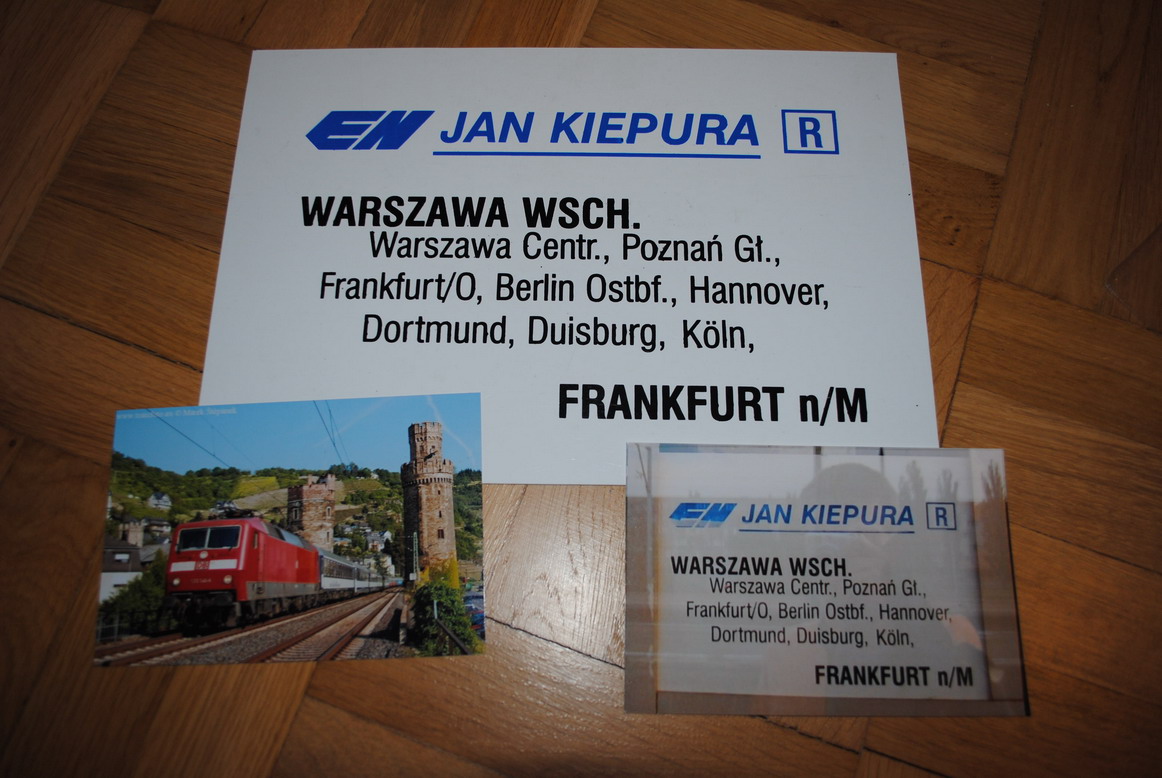 EN JAN KIEPURA R
WARSZAWA WSCH.
Warszawa Centr., Poznań Gł.,
Frankfurt/O, Berlin Ostbf., Hannover,
Dortmund, Duisburg, Köln,
FRANKFURT n/M
EN JAN KIEPURA R
WARSZAWA WSCH.
Warszawa Centr., Poznań Gł.,
Frankfurt/O, Berlin Ostbf., Hannover,
Dortmund, Duisburg, Köln,
FRANKFURT n/M